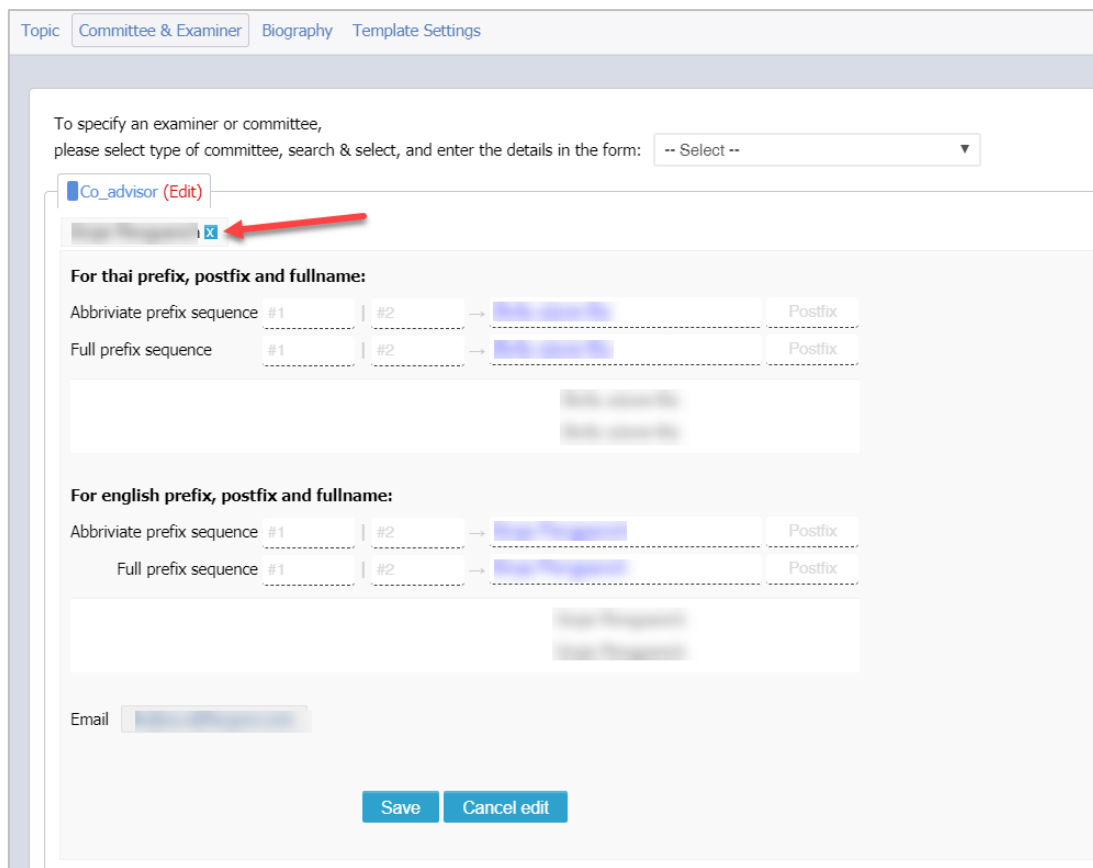 Topic Committee & Examiner Biography Template Settings
To specify an examiner or committee,
please select type of committee, search & select, and enter the details in the form: -- Select -- ▼
Co_advisor (Edit)
x
For thai prefix, postfix and fullname:
Abbriviate prefix sequence #1 | #2 → Postfix
Full prefix sequence #1 | #2 → Postfix
For english prefix, postfix and fullname:
Abbriviate prefix sequence #1 | #2 → Postfix
Full prefix sequence #1 | #2 → Postfix
Email
Save Cancel edit